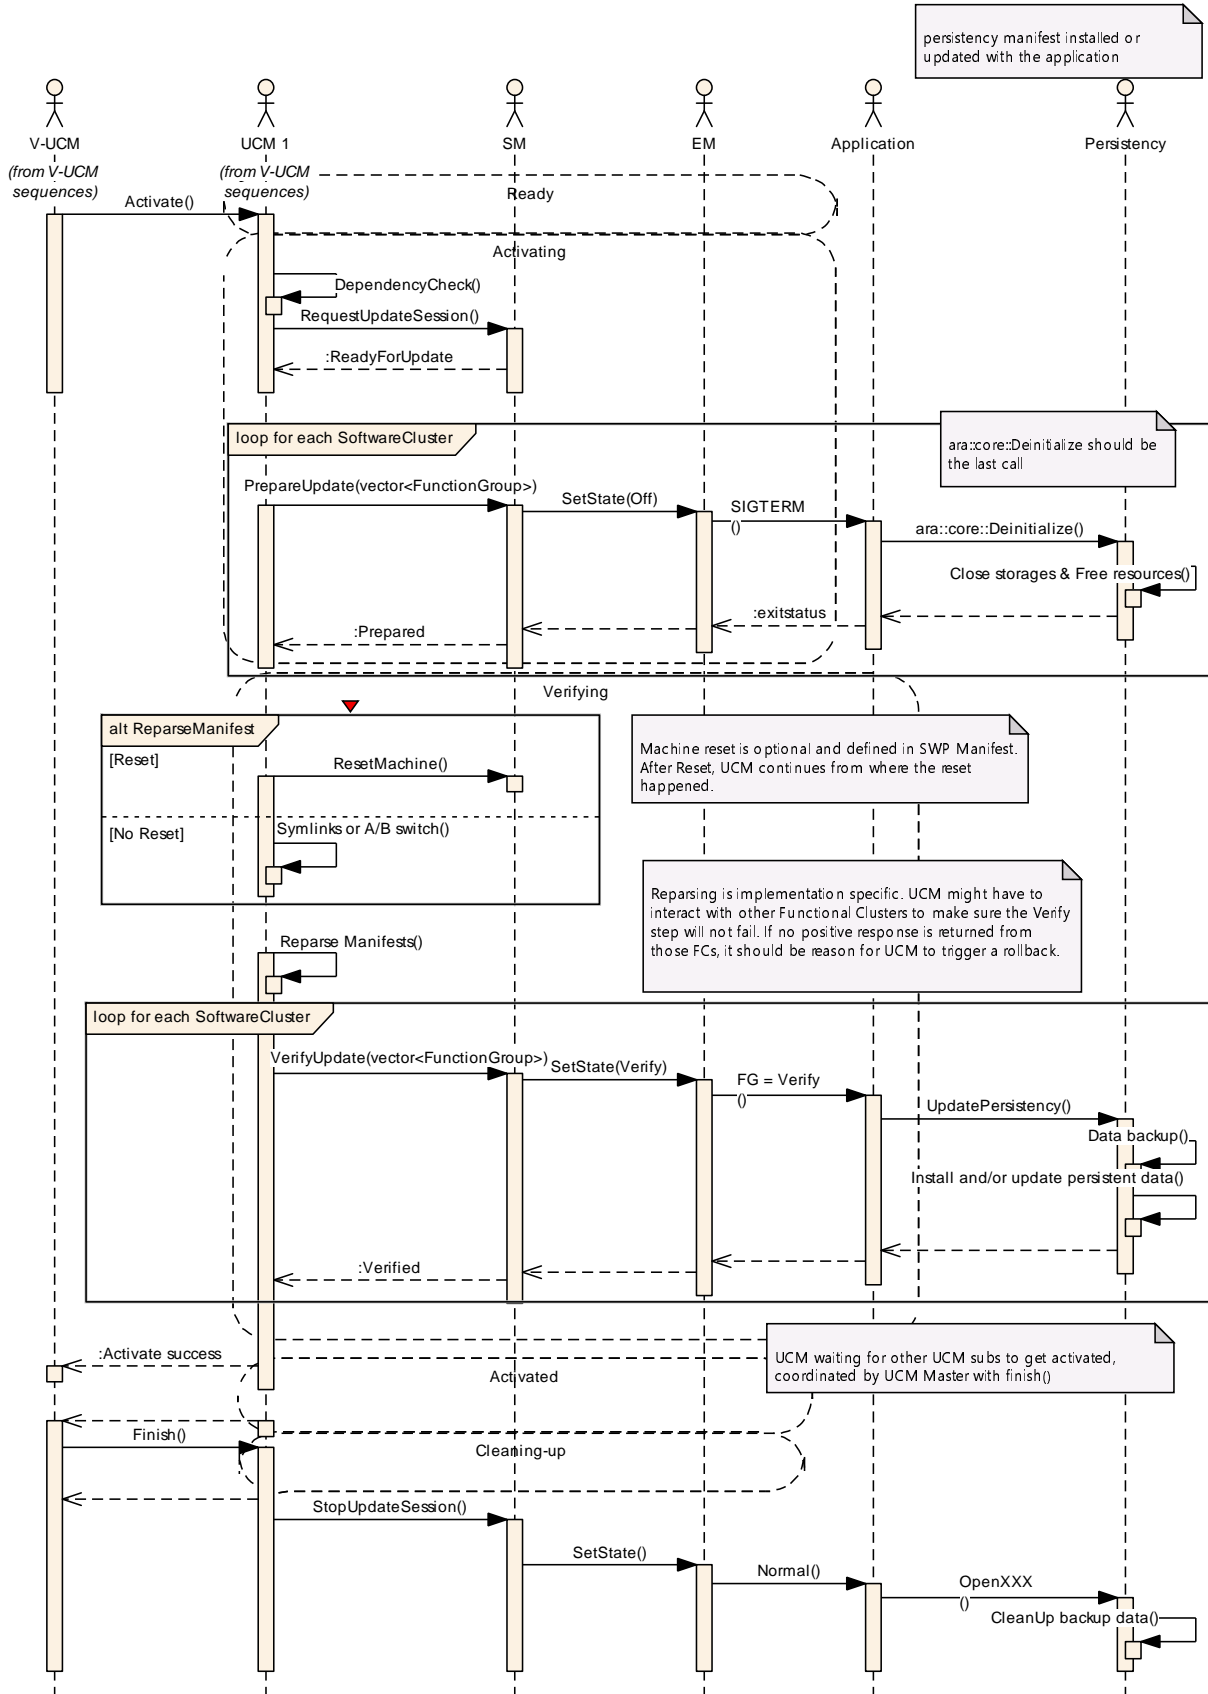 persistency manifest installed or
updated with the application
V-UCM
UCM 1
SM
EM
Application
Persistency
(from V-UCM
sequences)
(from V-UCM
sequences)
Ready
Activate()
Activating
DependencyCheck()
RequestUpdateSession()
:ReadyForUpdate
loop for each SoftwareCluster
ara::core::Deinitialize should be
the last call
PrepareUpdate(vector<FunctionGroup>)
SetState(Off)
SIGTERM
()
ara::core::Deinitialize()
Close storages & Free resources()
:exitstatus
:Prepared
Verifying
alt ReparseManifest
[Reset]
ResetMachine()
Machine reset is optional and defined in SWP Manifest.
After Reset, UCM continues from where the reset
happened.
[No Reset]
Symlinks or A/B switch()
Reparsing is implementation specific. UCM might have to
interact with other Functional Clusters to make sure the Verify
step will not fail. If no positive response is returned from
those FCs, it should be reason for UCM to trigger a rollback.
Reparse Manifests()
loop for each SoftwareCluster
VerifyUpdate(vector<FunctionGroup>)
SetState(Verify)
FG = Verify
()
UpdatePersistency()
Data backup()
Install and/or update persistent data()
:Verified
:Activate success
UCM waiting for other UCM subs to get activated,
coordinated by UCM Master with finish()
Activated
Finish()
Cleaning-up
StopUpdateSession()
SetState()
Normal()
OpenXXX
()
CleanUp backup data()